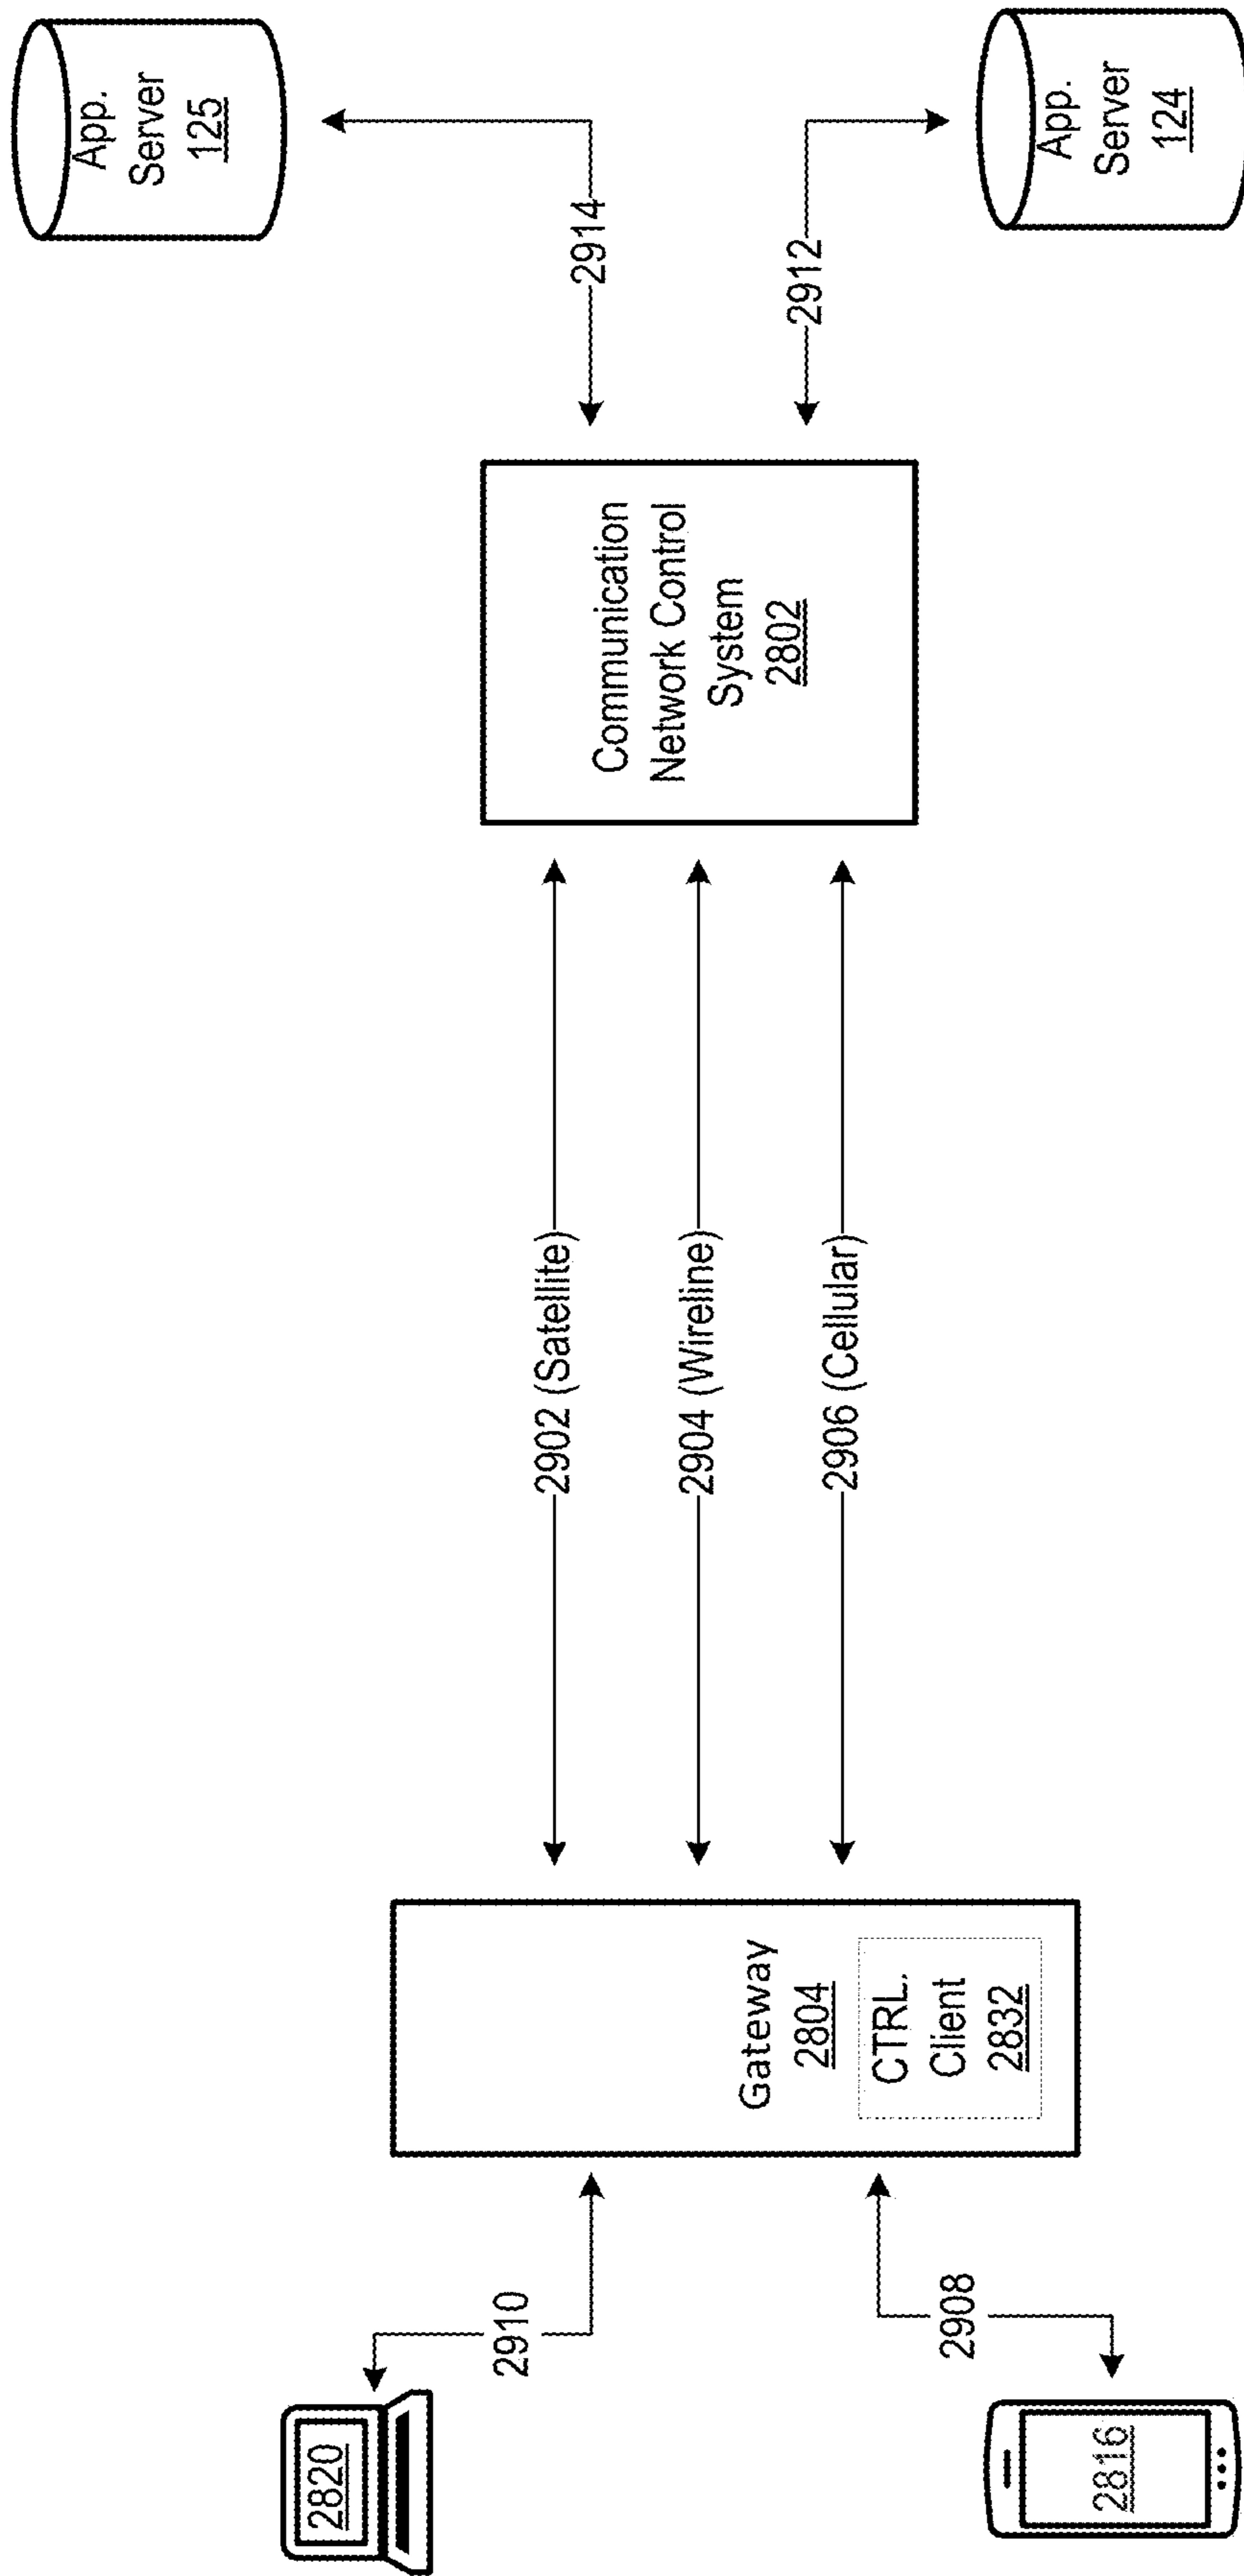 2820
2910
2908
2816
Gateway
2804
CTRL.
Client
2832
2902 (Satellite)
2904 (Wireline)
2906 (Cellular)
Communication
Network Control
System
2802
2914
2912
App.
Server
125
App.
Server
124